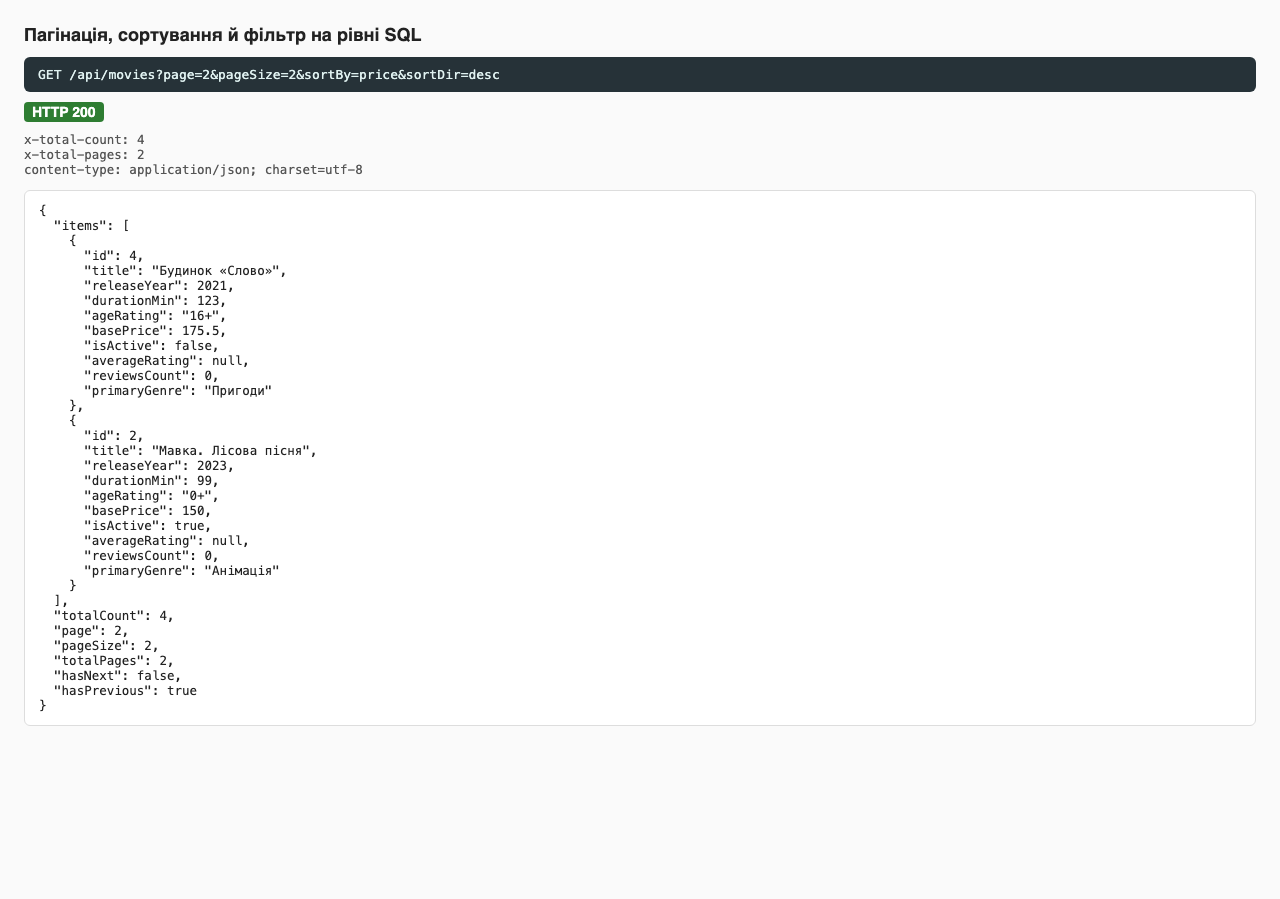 Пагінація, сортування й фільтр на рівні SQL
GET /api/movies?page=2&pageSize=2&sortBy=price&sortDir=desc
HTTP 200
x-total-count: 4
x-total-pages: 2
content-type: application/json; charset=utf-8
{
  "items": [
    {
      "id": 4,
      "title": "Будинок «Слово»",
      "releaseYear": 2021,
      "durationMin": 123,
      "ageRating": "16+",
      "basePrice": 175.5,
      "isActive": false,
      "averageRating": null,
      "reviewsCount": 0,
      "primaryGenre": "Пригоди"
    },
    {
      "id": 2,
      "title": "Мавка. Лісова пісня",
      "releaseYear": 2023,
      "durationMin": 99,
      "ageRating": "0+",
      "basePrice": 150,
      "isActive": true,
      "averageRating": null,
      "reviewsCount": 0,
      "primaryGenre": "Анімація"
    }
  ],
  "totalCount": 4,
  "page": 2,
  "pageSize": 2,
  "totalPages": 2,
  "hasNext": false,
  "hasPrevious": true
}